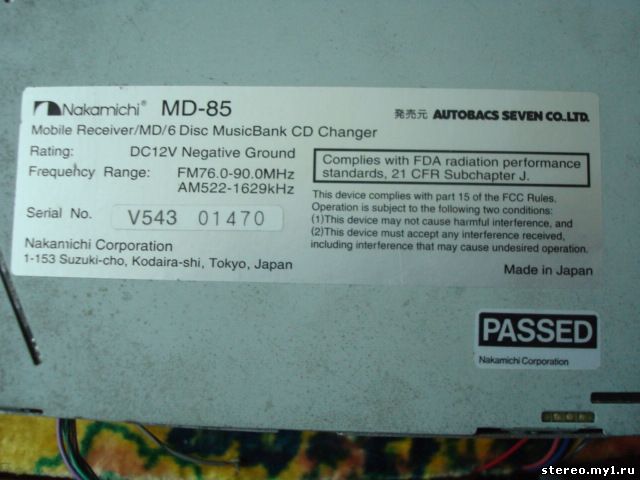 Nakamichi® MD-85
発売元 AUTOBACS SEVEN CO.,LTD.
Mobile Receiver/MD/6 Disc MusicBank CD Changer
Rating: DC12V Negative Ground
Frequency Range: FM76.0-90.0MHz
AM522-1629kHz
Serial No. V543 01470
Nakamichi Corporation
1-153 Suzuki-cho, Kodaira-shi, Tokyo, Japan
Complies with FDA radiation performance
standards, 21 CFR Subchapter J.
This device complies with part 15 of the FCC Rules.
Operation is subject to the following two conditions:
(1)This device may not cause harmful interference, and
(2)This device must accept any interference received,
including interference that may cause undesired operation.
Made in Japan
PASSED
Nakamichi Corporation
stereo.my1.ru